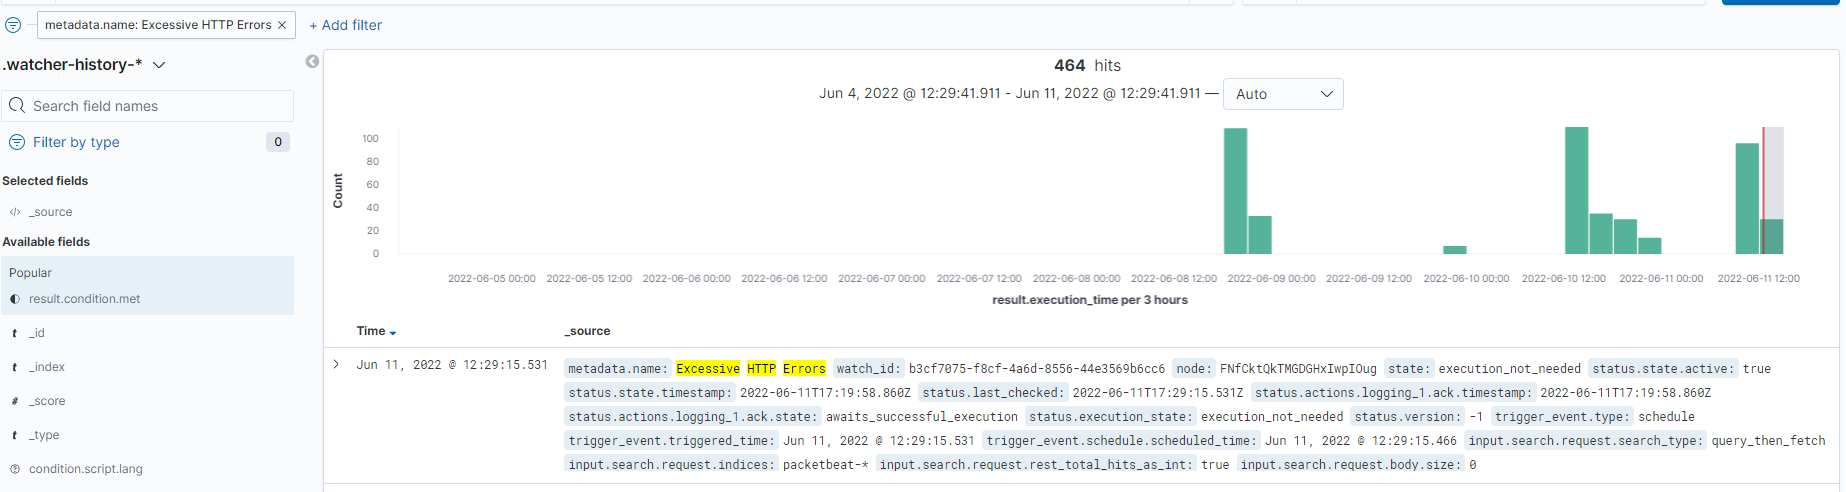 metadata.name: Excessive HTTP Errors × + Add filter
.watcher-history-*
Search field names
Filter by type 0
Selected fields
</> _source
Available fields
Popular
result.condition.met
t _id
t _index
# _score
t _type
? condition.script.lang
464 hits
Jun 4, 2022 @ 12:29:41.911 - Jun 11, 2022 @ 12:29:41.911 — Auto
Count
100
80
60
40
20
0
2022-06-05 00:00 2022-06-05 12:00 2022-06-06 00:00 2022-06-06 12:00 2022-06-07 00:00 2022-06-07 12:00 2022-06-08 00:00 2022-06-08 12:00 2022-06-09 00:00 2022-06-09 12:00 2022-06-10 00:00 2022-06-10 12:00 2022-06-11 00:00 2022-06-11 12:00
result.execution_time per 3 hours
Time _source
Jun 11, 2022 @ 12:29:15.531 metadata.name: Excessive HTTP Errors watch_id: b3cf7075-f8cf-4a6d-8556-44e3569b6cc6 node: FNfCktQkTMGDGHxIwpIOug state: execution_not_needed status.state.active: true
status.state.timestamp: 2022-06-11T17:19:58.860Z status.last_checked: 2022-06-11T17:29:15.531Z status.actions.logging_1.ack.timestamp: 2022-06-11T17:19:58.860Z
status.actions.logging_1.ack.state: awaits_successful_execution status.execution_state: execution_not_needed status.version: -1 trigger_event.type: schedule
trigger_event.triggered_time: Jun 11, 2022 @ 12:29:15.531 trigger_event.schedule.scheduled_time: Jun 11, 2022 @ 12:29:15.466 input.search.request.search_type: query_then_fetch
input.search.request.indices: packetbeat-* input.search.request.rest_total_hits_as_int: true input.search.request.body.size: 0